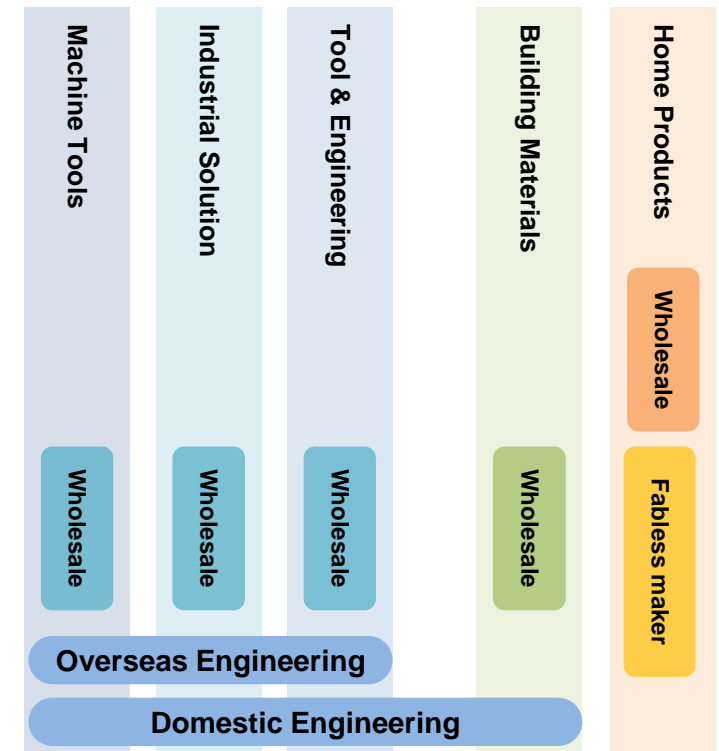 Machine Tools
Industrial Solution
Tool & Engineering
Building Materials
Home Products
Wholesale
Wholesale
Wholesale
Wholesale
Wholesale
Fabless maker
Overseas Engineering
Domestic Engineering